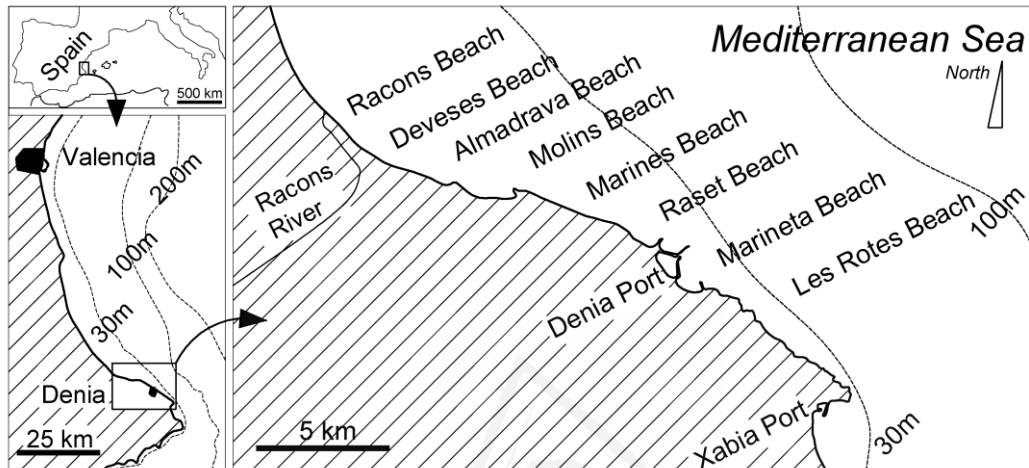 Spain
500 km
Valencia
200m
100m
30m
Denia
25 km
Mediterranean Sea
North
Racons Beach
Deveses Beach
Almadrava Beach
Molins Beach
Marines Beach
Raset Beach
Marineta Beach
Les Rotes Beach
100m
Racons
River
Denia Port
Xabia Port
30m
5 km